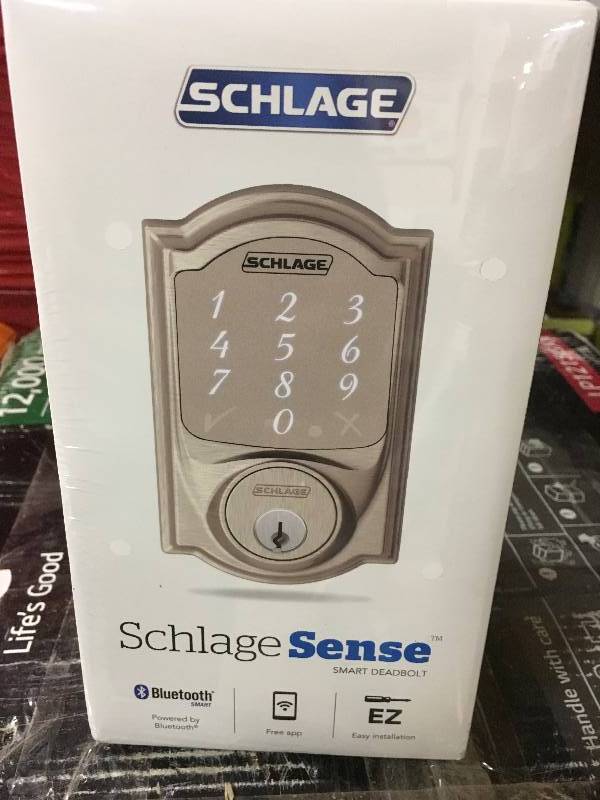 SCHLAGE
SCHLAGE
1 2 3
4 5 6
7 8 9
0
SCHLAGE
Schlage Sense™
SMART DEADBOLT
Bluetooth®
SMART
Powered by
Bluetooth®
Free app
EZ
Easy installation
12,000
Life's Good
Handle with care